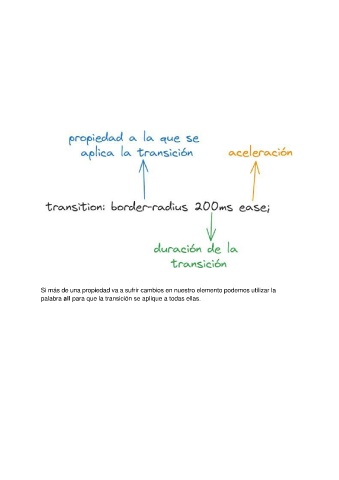 propiedad a la que se
aplica la transición
aceleración
transition: border-radius 200ms ease;
duración de la
transición
Si más de una propiedad va a sufrir cambios en nuestro elemento podemos utilizar la
palabra all para que la transición se aplique a todas ellas.